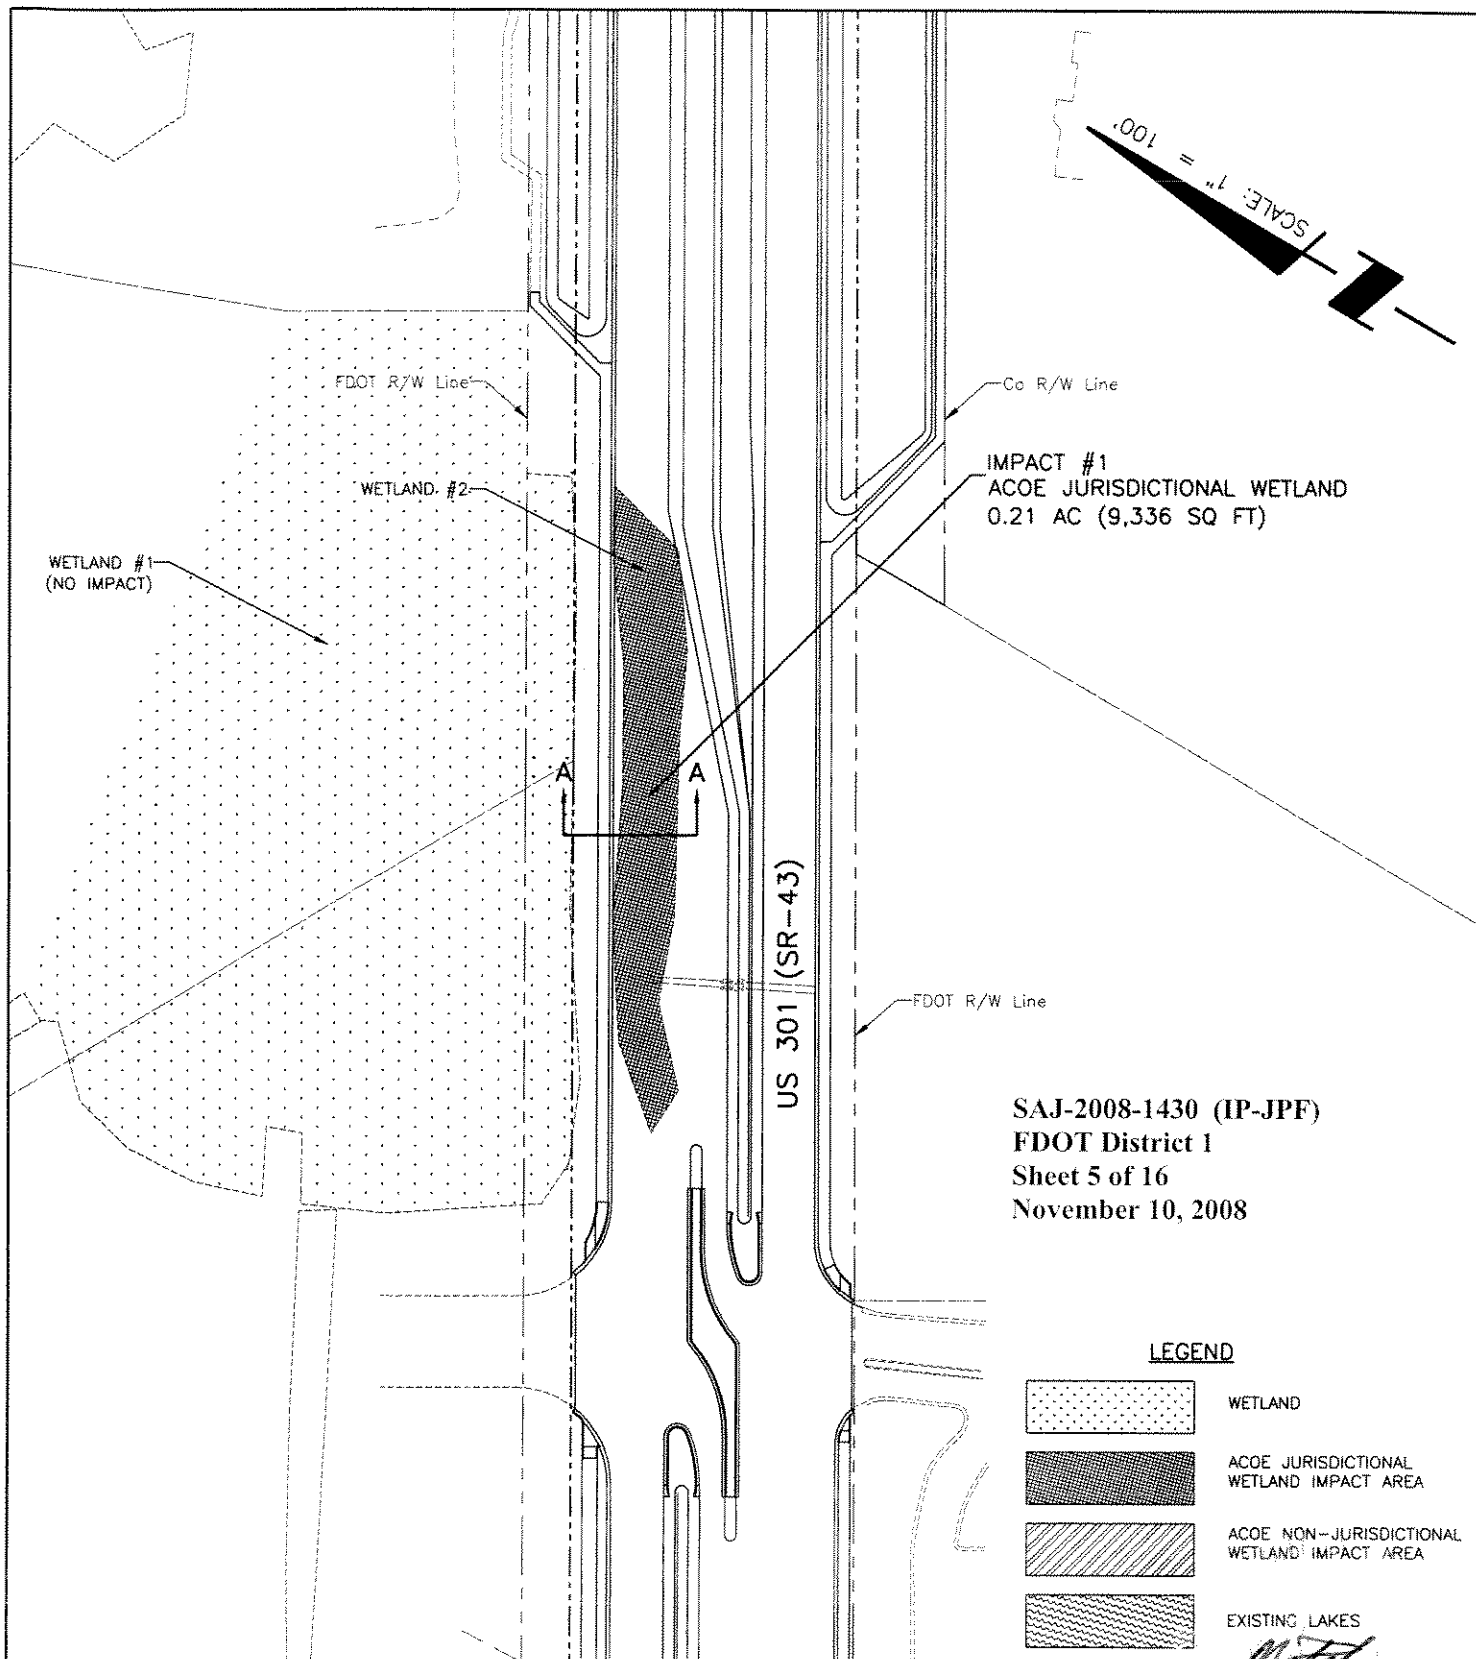 SCALE: 1" = 100'
N
FDOT R/W Line
Co R/W Line
WETLAND #2
IMPACT #1
ACOE JURISDICTIONAL WETLAND
0.21 AC (9,336 SQ FT)
WETLAND #1
(NO IMPACT)
A
A
US 301 (SR-43)
FDOT R/W Line
SAJ-2008-1430 (IP-JPF)
FDOT District 1
Sheet 5 of 16
November 10, 2008
LEGEND
WETLAND
ACOE JURISDICTIONAL
WETLAND IMPACT AREA
ACOE NON-JURISDICTIONAL
WETLAND IMPACT AREA
EXISTING LAKES